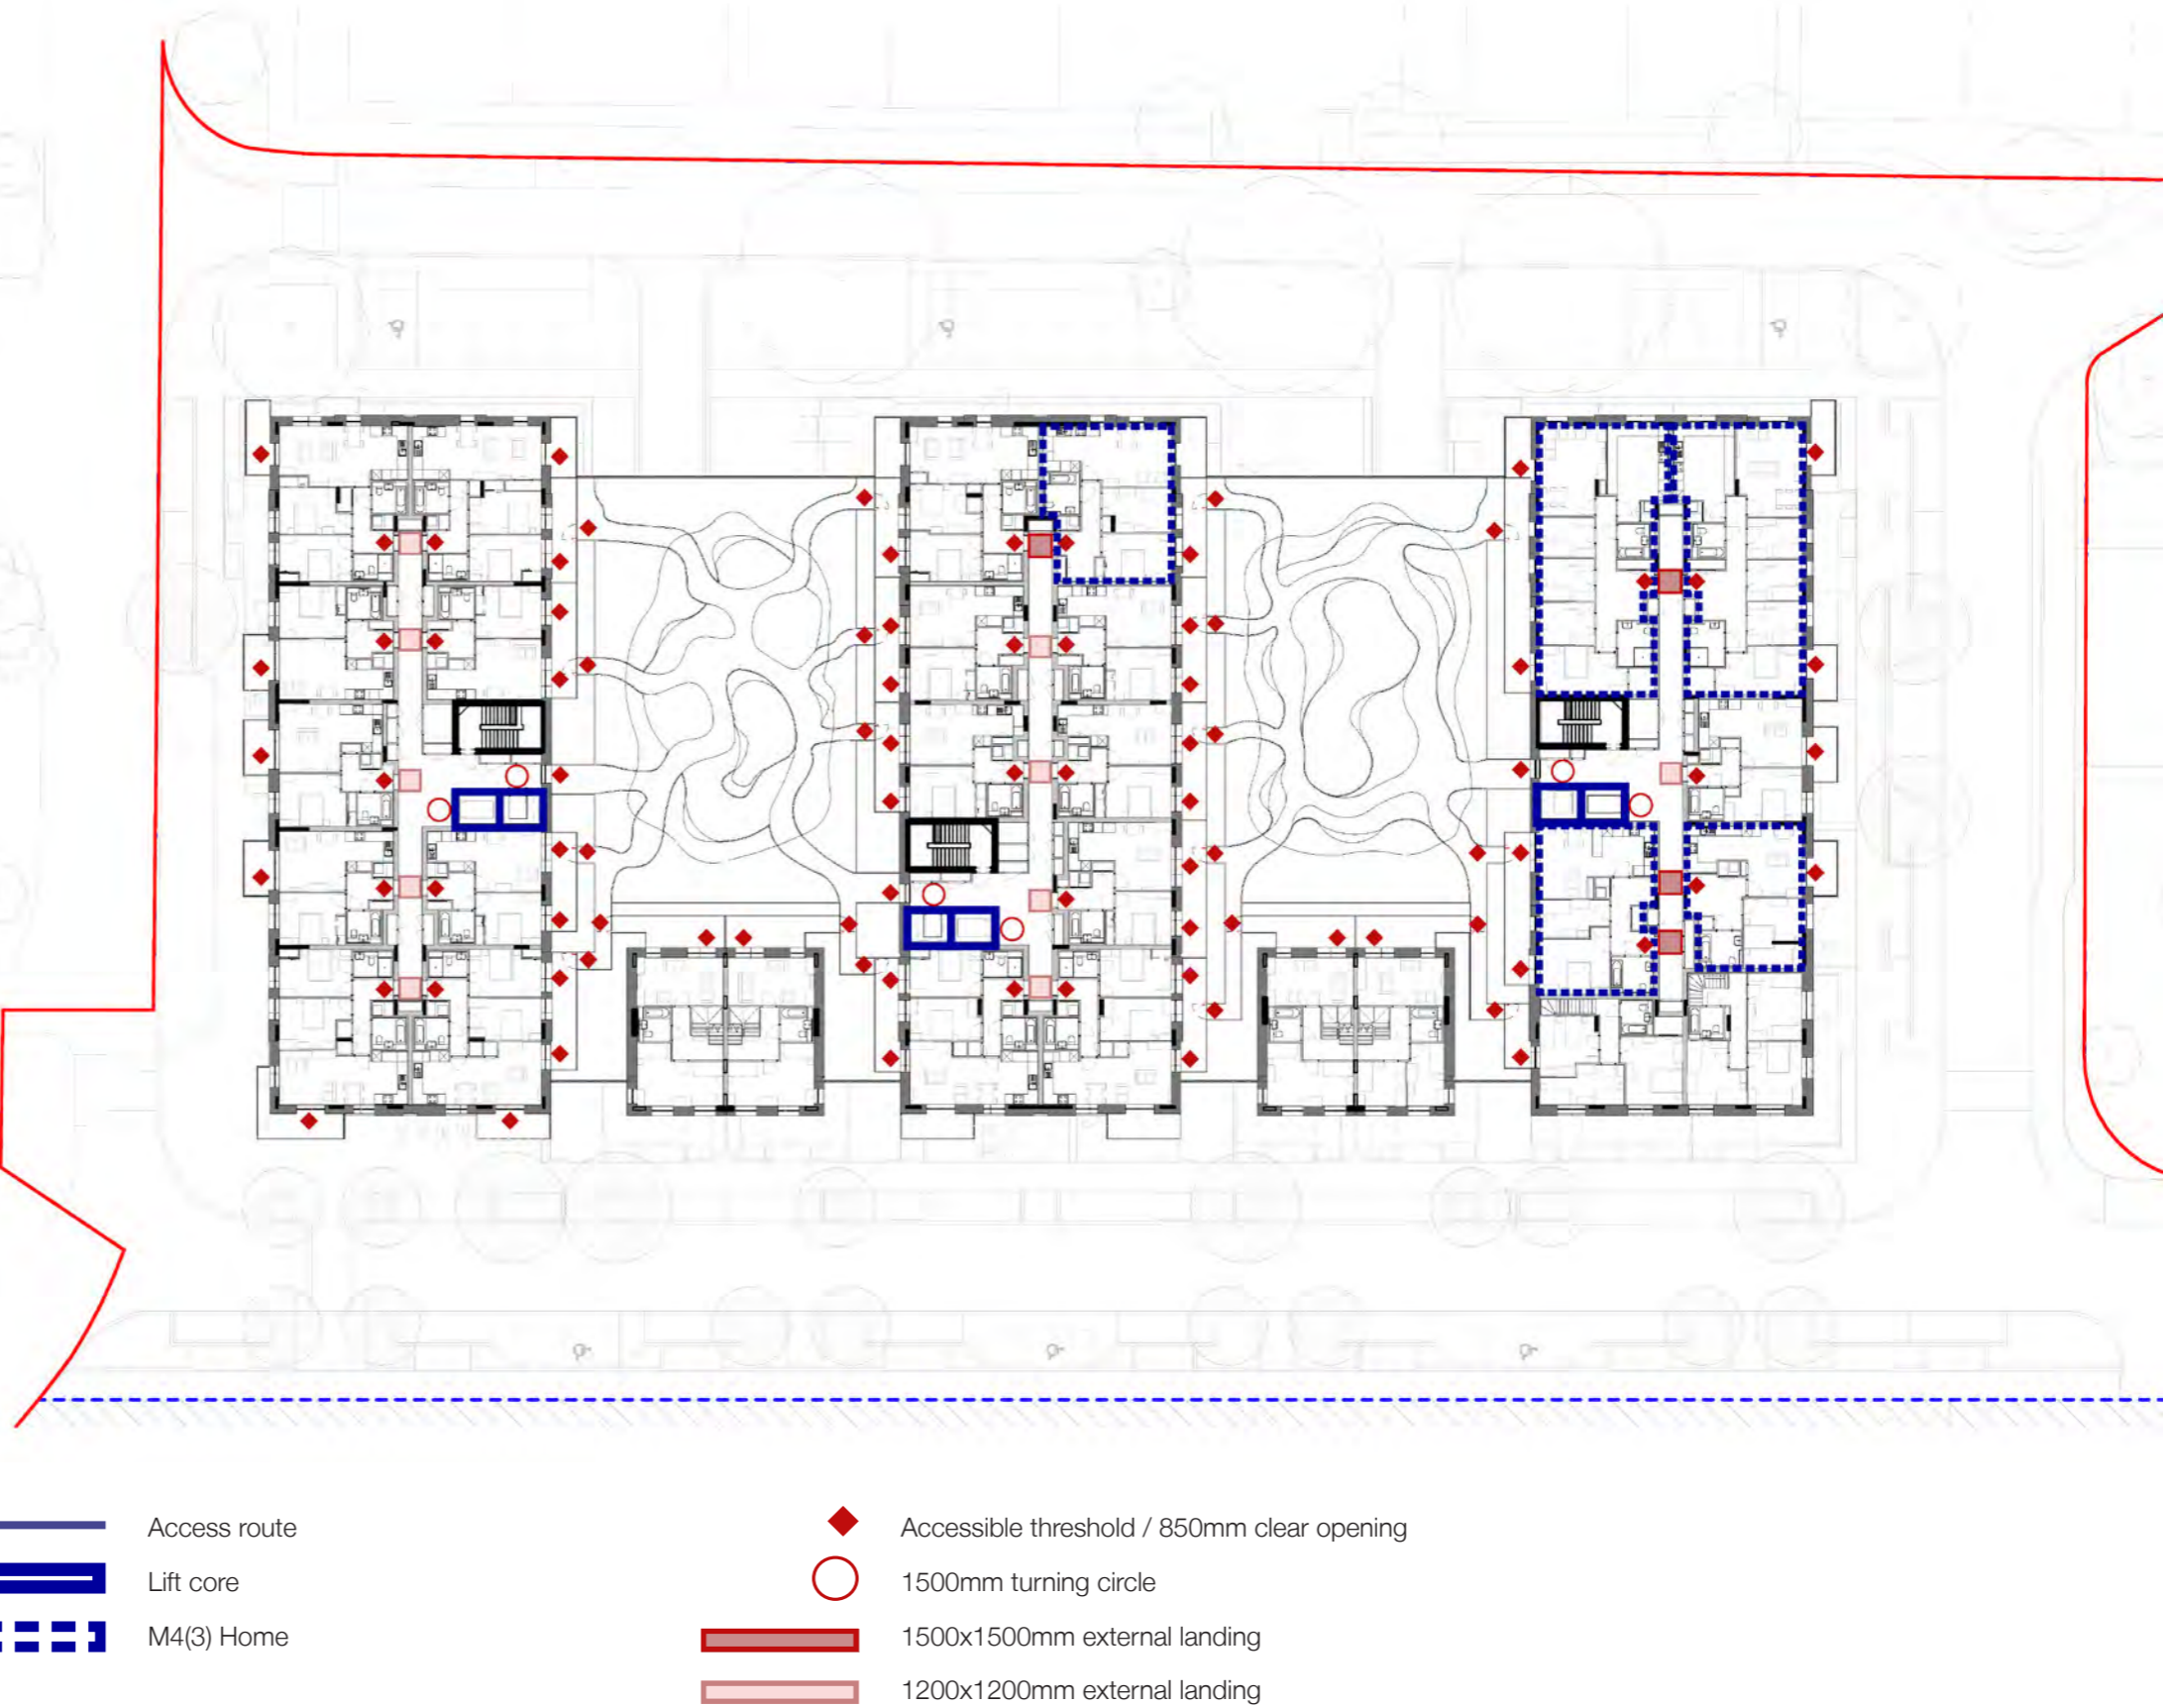 Access route
Lift core
M4(3) Home
Accessible threshold / 850mm clear opening
1500mm turning circle
1500x1500mm external landing
1200x1200mm external landing